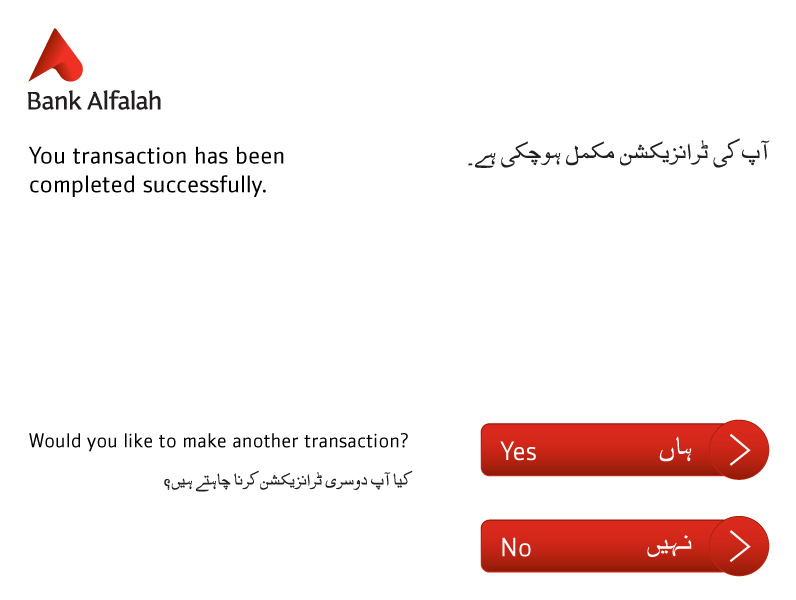 Bank Alfalah
You transaction has been
completed successfully.
آپ کی ٹرانزیکشن مکمل ہوچکی ہے۔
Would you like to make another transaction?
کیا آپ دوسری ٹرانزیکشن کرنا چاہتے ہیں؟
Yes ہاں
No نہیں